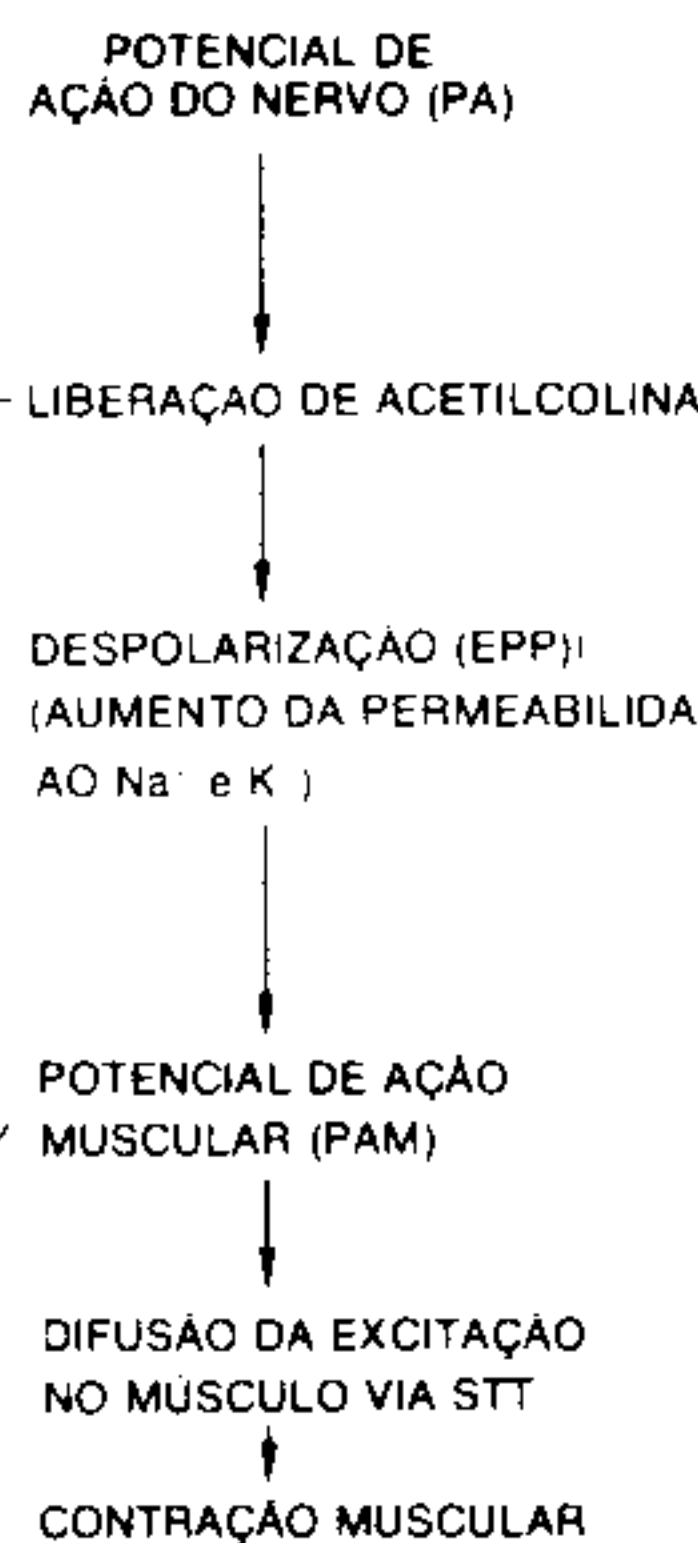 POTENCIAL DE
AÇÃO DO NERVO (PA)
LIBERAÇAO DE ACETILCOLINA
DESPOLARIZAÇÃO (EPP)
(AUMENTO DA PERMEABILIDA
AO Na⁺ e K )
POTENCIAL DE AÇÃO
MUSCULAR (PAM)
DIFUSÃO DA EXCITAÇÃO
NO MÚSCULO VIA STT
CONTRAÇÃO MUSCULAR